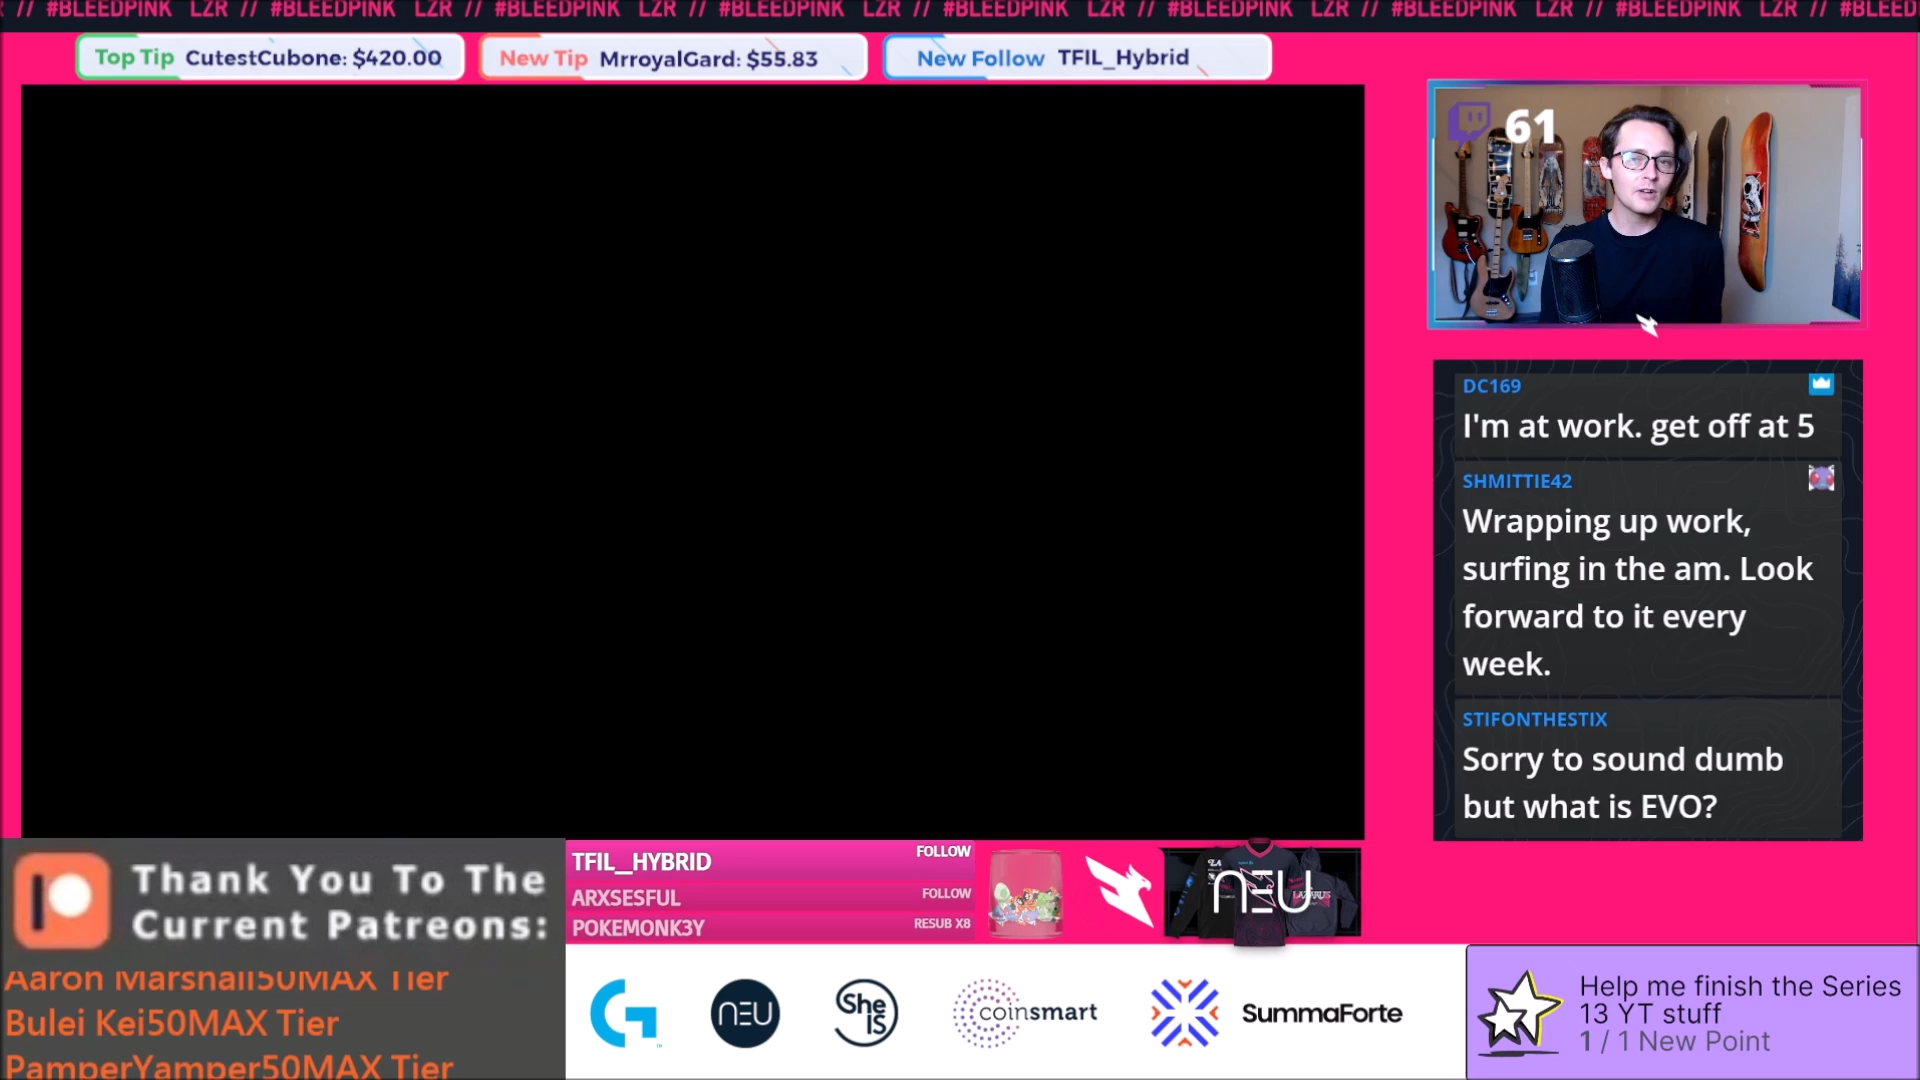 // #BLEEDPINK LZR // #BLEEDPINK LZR // #BLEEDPINK LZR // #BLEEDPINK LZR // #BLEEDPINK LZR // #BLEEDPINK LZR // #BLEEDPINK LZR // #BLEEDPINK LZR // #BLEED
Top Tip CutestCubone: $420.00
New Tip MrroyalGard: $55.83
New Follow TFIL_Hybrid
61
DC169
I'm at work. get off at 5
SHMITTIE42
Wrapping up work,
surfing in the am. Look
forward to it every
week.
STIFONTHESTIX
Sorry to sound dumb
but what is EVO?
Thank You To The
Current Patreons:
Aaron Marshall50MAX Tier
Bulei Kei50MAX Tier
PamperYamper50MAX Tier
TFIL_HYBRID FOLLOW
ARXSESFUL FOLLOW
POKEMONK3Y RESUB X8
NEU
G
NEU
She
IS
coinsmart
SummaForte
Help me finish the Series
13 YT stuff
1 / 1 New Point